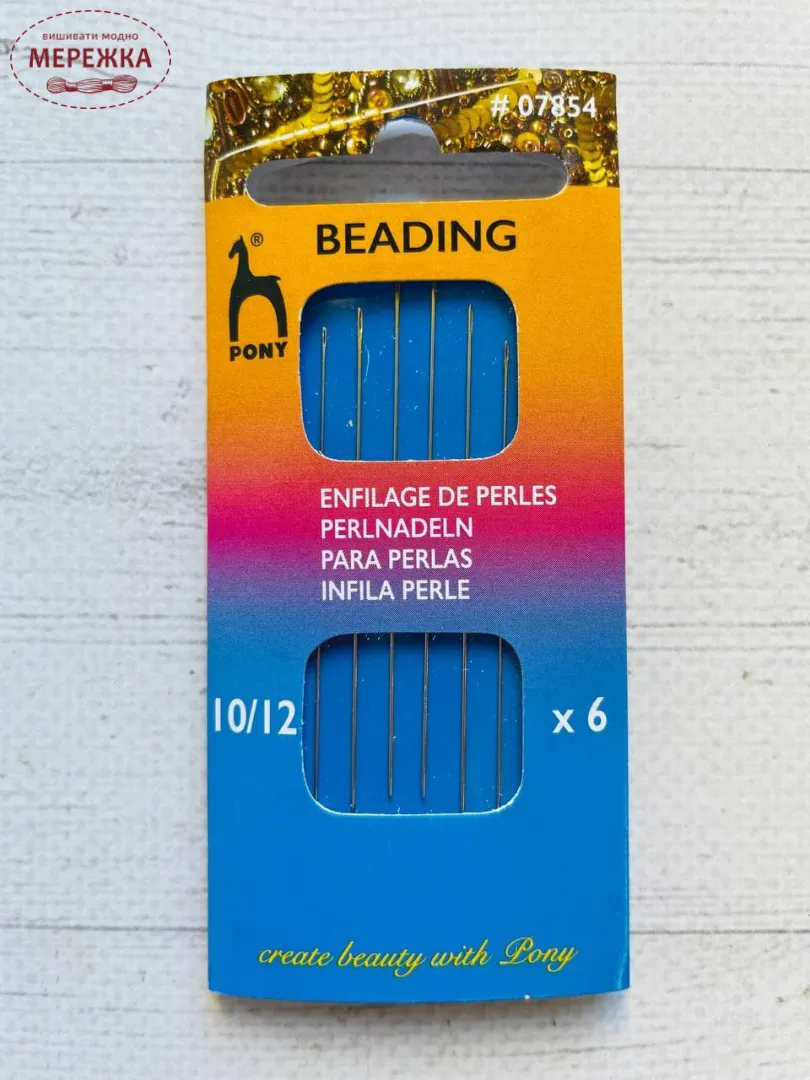 вишивати модно
МЕРЕЖКА
# 07854
BEADING
®
PONY
ENFILAGE DE PERLES
PERLNADELN
PARA PERLAS
INFILA PERLE
10/12
x 6
create beauty with Pony